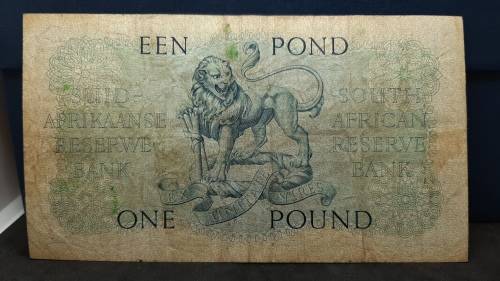 EEN POND
SUID-
AFRIKAANSE
RESERWE
BANK
SOUTH
AFRICAN
RESERVE
BANK
ONE POUND